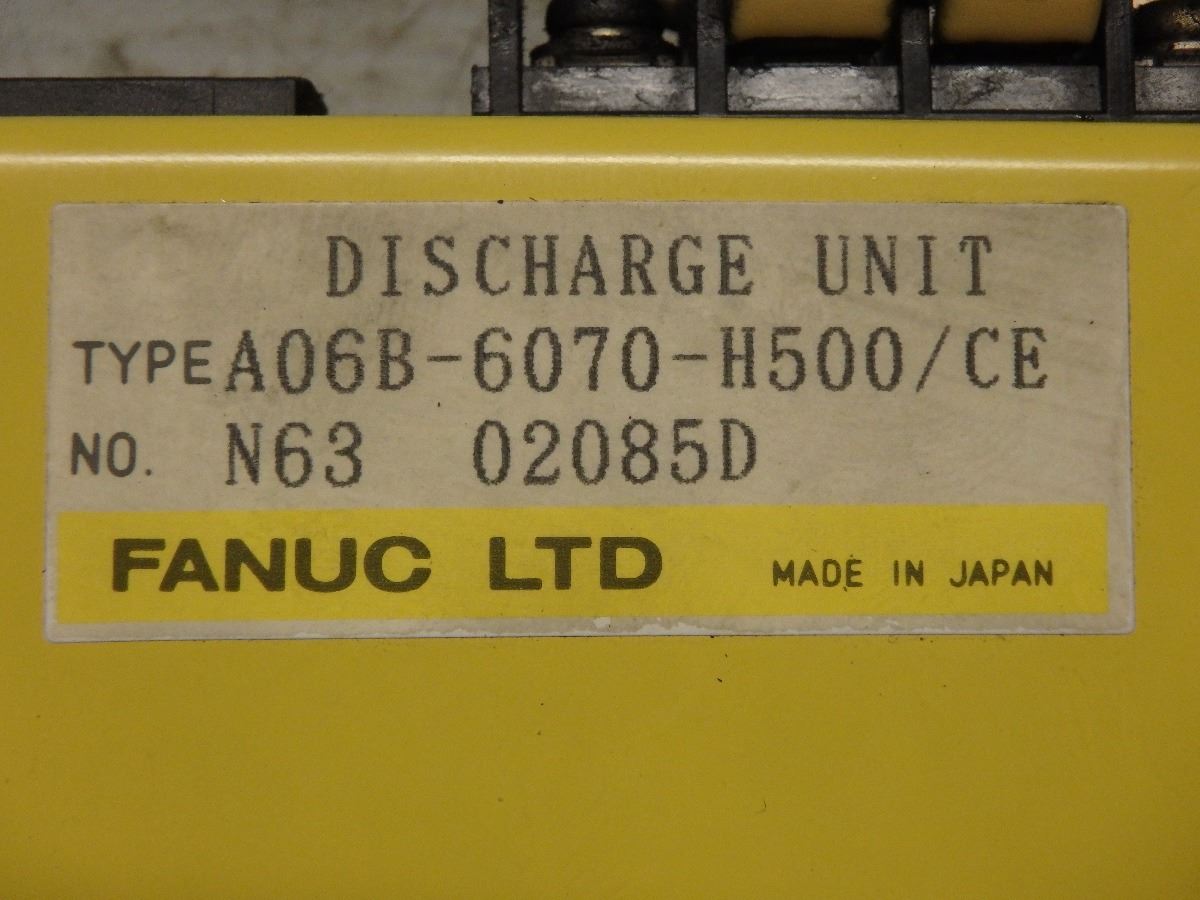 DISCHARGE UNIT
TYPE A06B-6070-H500/CE
NO. N63 02085D
FANUC LTD MADE IN JAPAN